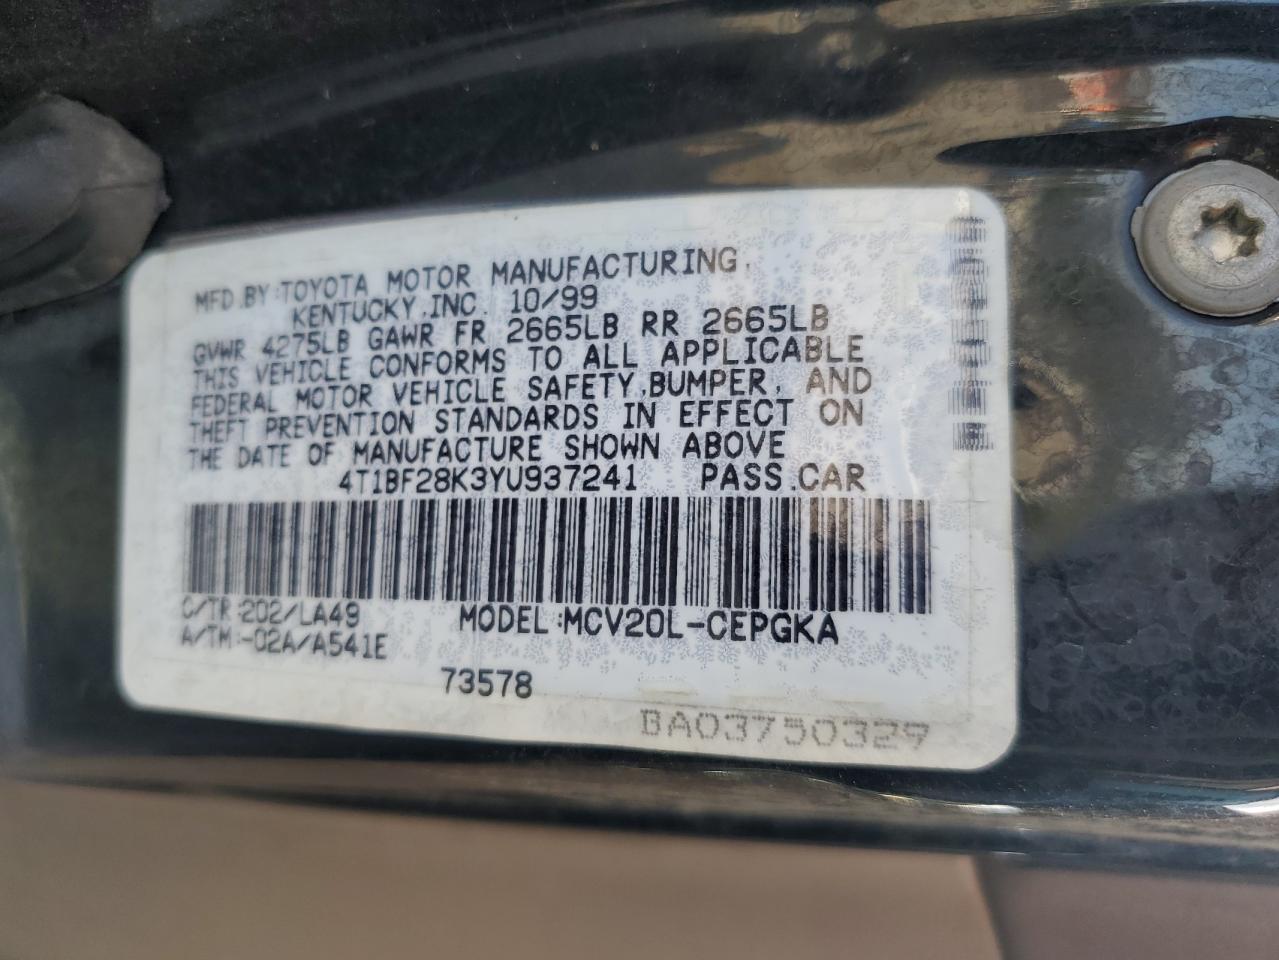 MFD.BY:TOYOTA MOTOR MANUFACTURING,
KENTUCKY,INC. 10/99
GVWR 4275LB GAWR FR 2665LB RR 2665LB
THIS VEHICLE CONFORMS TO ALL APPLICABLE
FEDERAL MOTOR VEHICLE SAFETY,BUMPER, AND
THEFT PREVENTION STANDARDS IN EFFECT ON
THE DATE OF MANUFACTURE SHOWN ABOVE
4T1BF28K3YU937241 PASS.CAR
C/TR:202/LA49 MODEL:MCV20L-CEPGKA
A/TM:-02A/A541E
73578
BA03750329